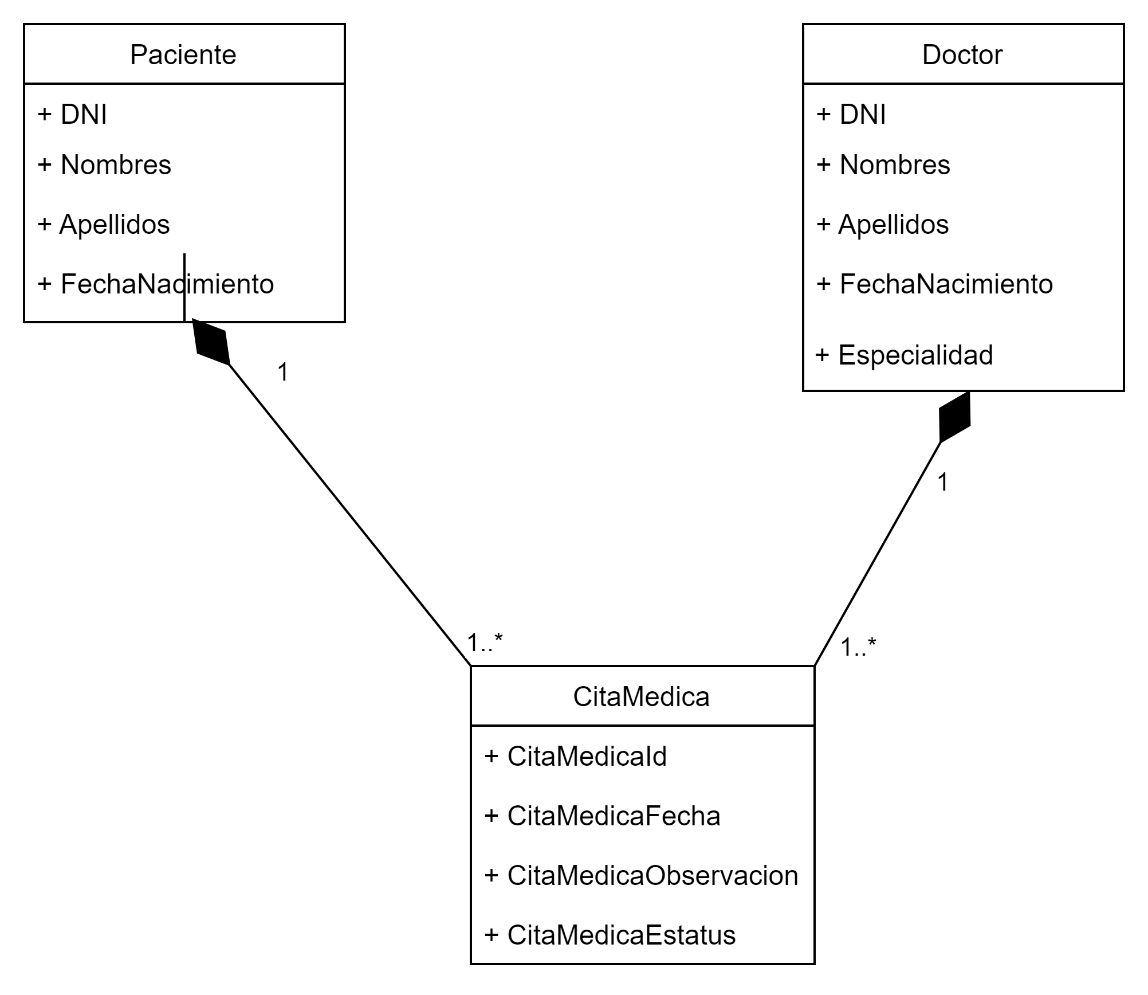 Paciente
+ DNI
+ Nombres
+ Apellidos
+ FechaNacimiento
Doctor
+ DNI
+ Nombres
+ Apellidos
+ FechaNacimiento
+ Especialidad
1
1
1..*
1..*
CitaMedica
+ CitaMedicaId
+ CitaMedicaFecha
+ CitaMedicaObservacion
+ CitaMedicaEstatus